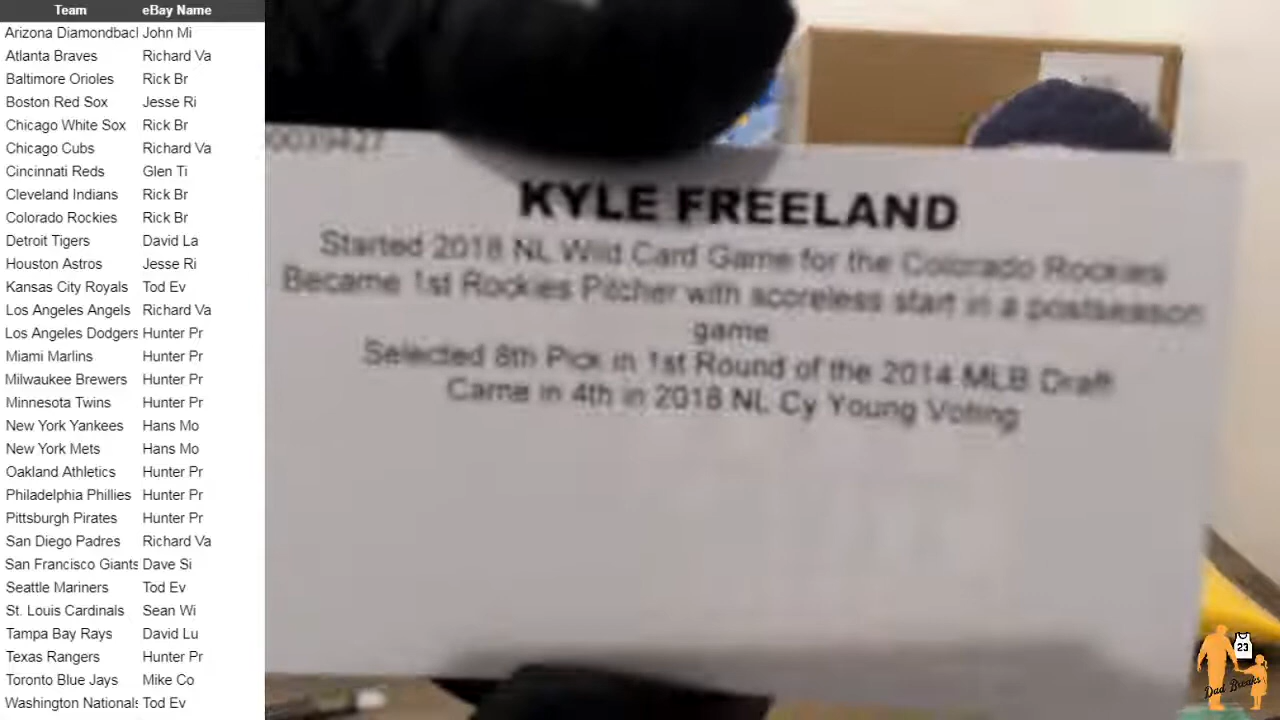 Team eBay Name
Arizona Diamondbacl John Mi
Atlanta Braves Richard Va
Baltimore Orioles Rick Br
Boston Red Sox Jesse Ri
Chicago White Sox Rick Br
Chicago Cubs Richard Va
Cincinnati Reds Glen Ti
Cleveland Indians Rick Br
Colorado Rockies Rick Br
Detroit Tigers David La
Houston Astros Jesse Ri
Kansas City Royals Tod Ev
Los Angeles Angels Richard Va
Los Angeles Dodgers Hunter Pr
Miami Marlins Hunter Pr
Milwaukee Brewers Hunter Pr
Minnesota Twins Hunter Pr
New York Yankees Hans Mo
New York Mets Hans Mo
Oakland Athletics Hunter Pr
Philadelphia Phillies Hunter Pr
Pittsburgh Pirates Hunter Pr
San Diego Padres Richard Va
San Francisco Giants Dave Si
Seattle Mariners Tod Ev
St. Louis Cardinals Sean Wi
Tampa Bay Rays David Lu
Texas Rangers Hunter Pr
Toronto Blue Jays Mike Co
Washington Nationals Tod Ev
KYLE FREELAND
Started 2018 NL Wild Card Game for the Colorado Rockies
Became 1st Rockies Pitcher with scoreless start in a postseason
game
Selected 8th Pick in 1st Round of the 2014 MLB Draft
Came in 4th in 2018 NL Cy Young Voting
23
Dad Breaks